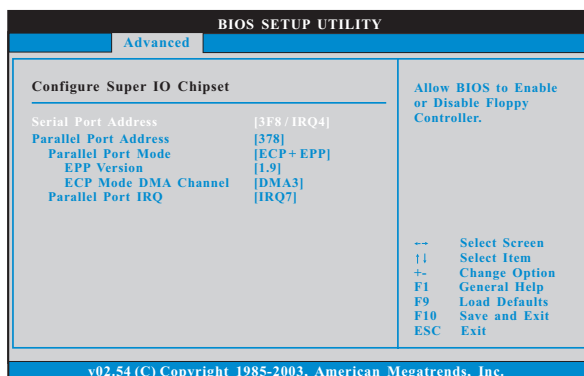 BIOS SETUP UTILITY
Advanced
Configure Super IO Chipset
Serial Port Address [3F8 / IRQ4]
Parallel Port Address [378]
Parallel Port Mode [ECP + EPP]
EPP Version [1.9]
ECP Mode DMA Channel [DMA3]
Parallel Port IRQ [IRQ7]
Allow BIOS to Enable
or Disable Floppy
Controller.
↔ Select Screen
↑↓ Select Item
+- Change Option
F1 General Help
F9 Load Defaults
F10 Save and Exit
ESC Exit
v02.54 (C) Copyright 1985-2003, American Megatrends, Inc.